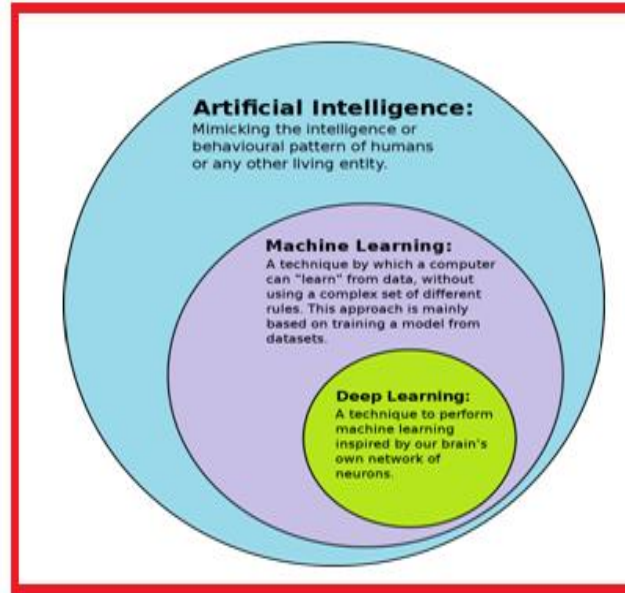 Artificial Intelligence:
Mimicking the intelligence or
behavioural pattern of humans
or any other living entity.
Machine Learning:
A technique by which a computer
can "learn" from data, without
using a complex set of different
rules. This approach is mainly
based on training a model from
datasets.
Deep Learning:
A technique to perform
machine learning
inspired by our brain's
own network of
neurons.